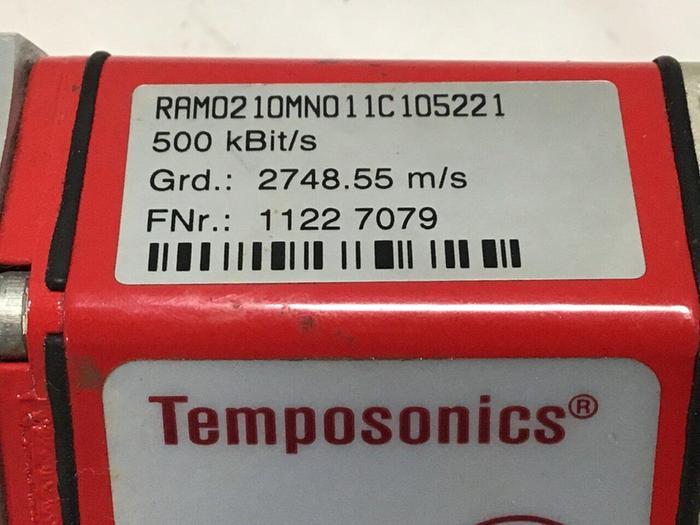 RAM0210MN011C105221
500 kBit/s
Grd.: 2748.55 m/s
FNr.: 1122 7079
Temposonics®